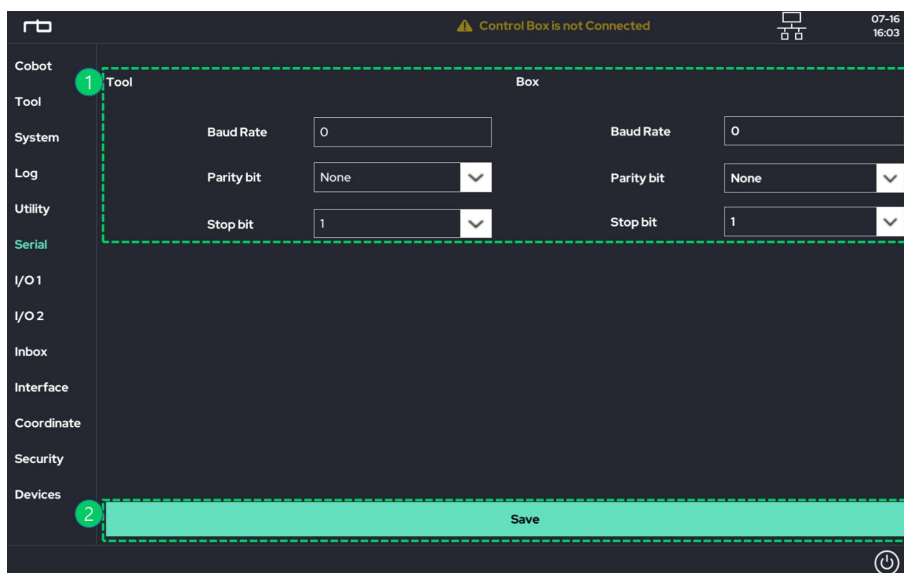 Control Box is not Connected
07-16
16:03
Cobot
Tool
System
Log
Utility
Serial
I/O 1
I/O 2
Inbox
Interface
Coordinate
Security
Devices
1
Tool
Box
Baud Rate
0
Baud Rate
0
Parity bit
None
Parity bit
None
Stop bit
1
Stop bit
1
2
Save